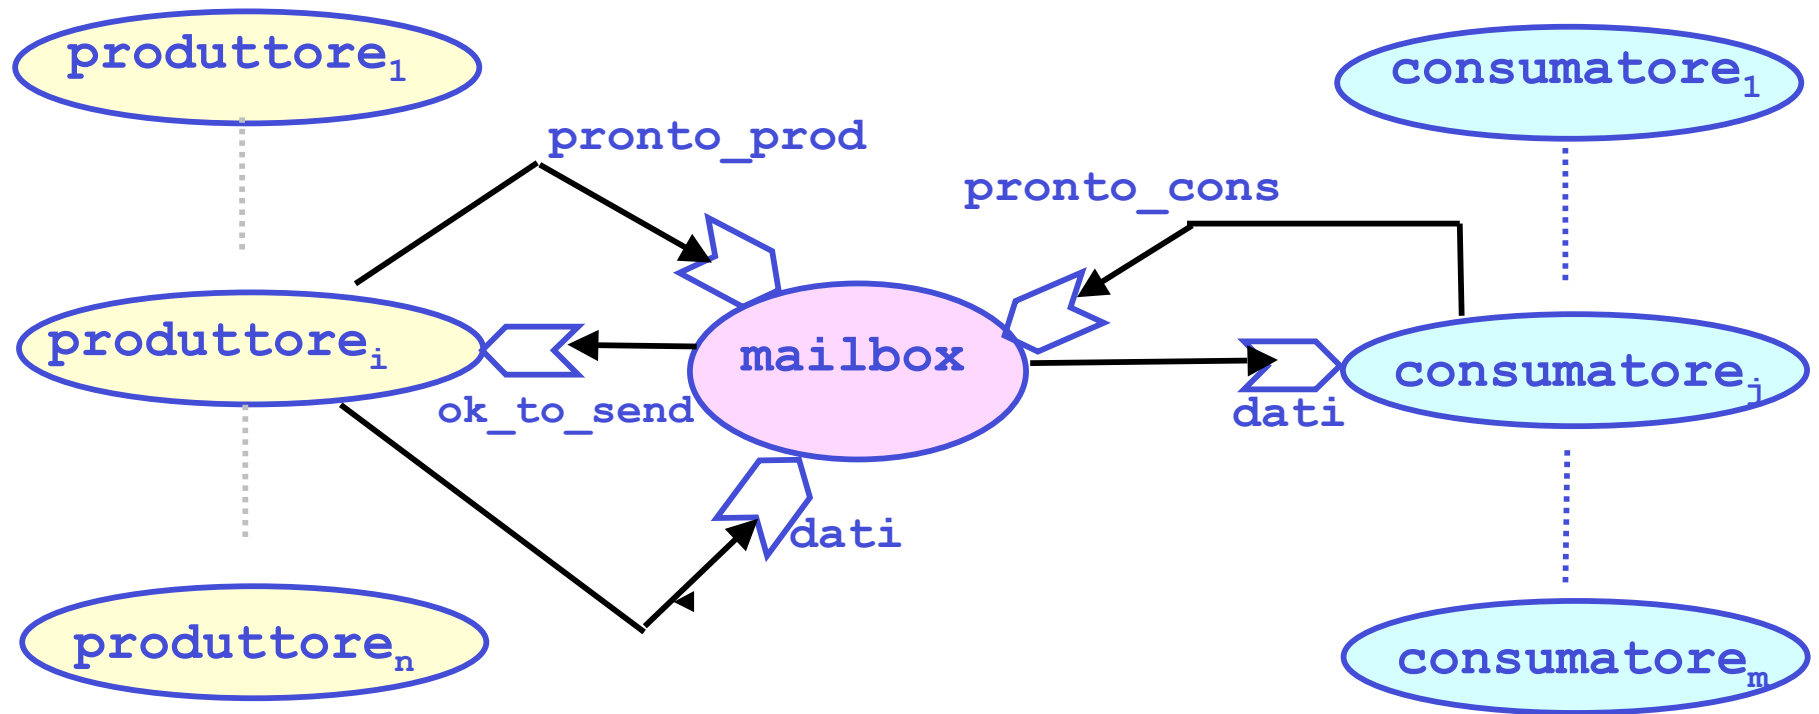 produttore1
consumatore1
pronto_prod
pronto_cons
produttorei
mailbox
consumatorej
ok_to_send
dati
dati
produttoren
consumatorem